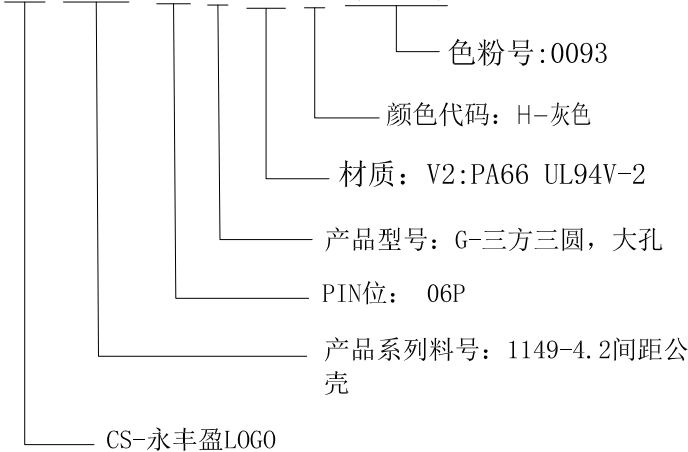 色粉号:0093
颜色代码：H-灰色
材质：V2:PA66 UL94V-2
产品型号：G-三方三圆，大孔
PIN位： 06P
产品系列料号：1149-4.2间距公
壳
CS-永丰盈LOGO